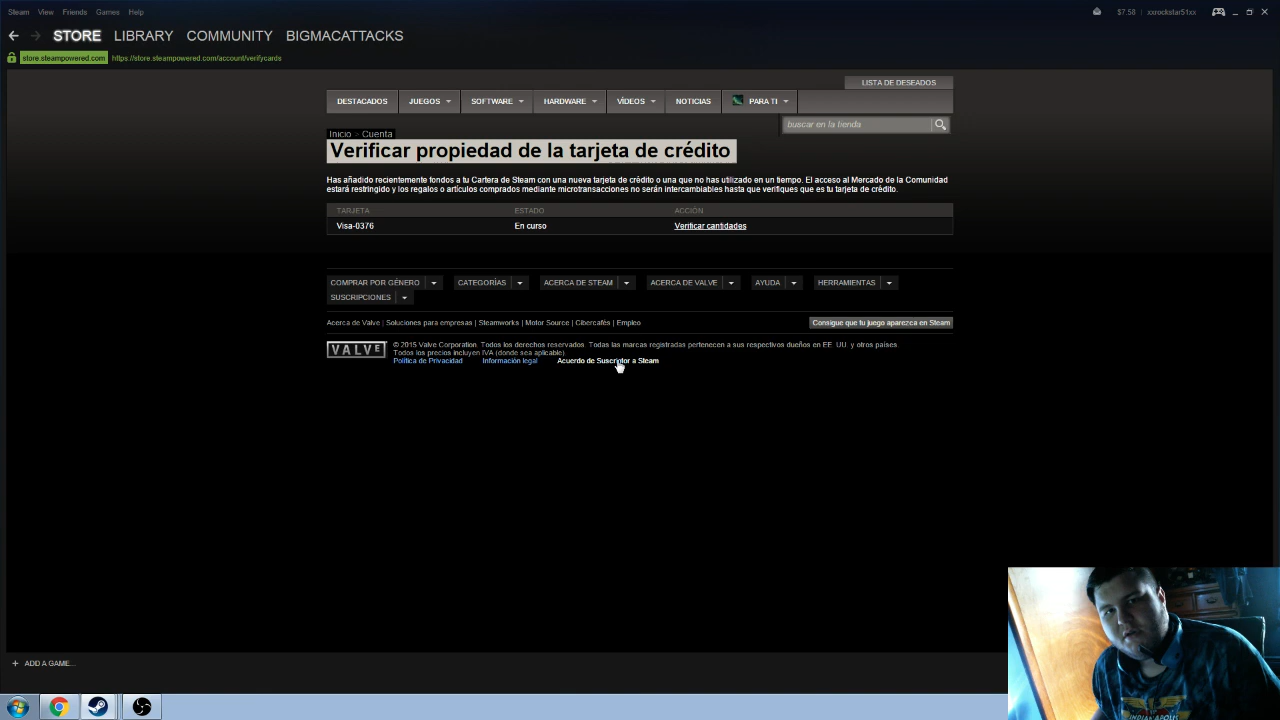 Steam View Friends Games Help $7.58 xxrockstar51xx
STORE LIBRARY COMMUNITY BIGMACATTACKS
store.steampowered.com https://store.steampowered.com/account/verifycards
LISTA DE DESEADOS
DESTACADOS JUEGOS SOFTWARE HARDWARE VÍDEOS NOTICIAS PARA TI
buscar en la tienda
Inicio > Cuenta
Verificar propiedad de la tarjeta de crédito
Has añadido recientemente fondos a tu Cartera de Steam con una nueva tarjeta de crédito o una que no has utilizado en un tiempo. El acceso al Mercado de la Comunidad
estará restringido y los regalos o artículos comprados mediante microtransacciones no serán intercambiables hasta que verifiques que es tu tarjeta de crédito.
TARJETA ESTADO ACCIÓN
Visa-0376 En curso Verificar cantidades
COMPRAR POR GÉNERO CATEGORÍAS ACERCA DE STEAM ACERCA DE VALVE AYUDA HERRAMIENTAS
SUSCRIPCIONES
Acerca de Valve | Soluciones para empresas | Steamworks | Motor Source | Cibercafés | Empleo Consigue que tu juego aparezca en Steam
VALVE © 2015 Valve Corporation. Todos los derechos reservados. Todas las marcas registradas pertenecen a sus respectivos dueños en EE. UU. y otros países.
Todos los precios incluyen IVA (donde sea aplicable).
Política de Privacidad Información legal Acuerdo de Suscriptor a Steam
+ ADD A GAME...
INDIANAPOLIS